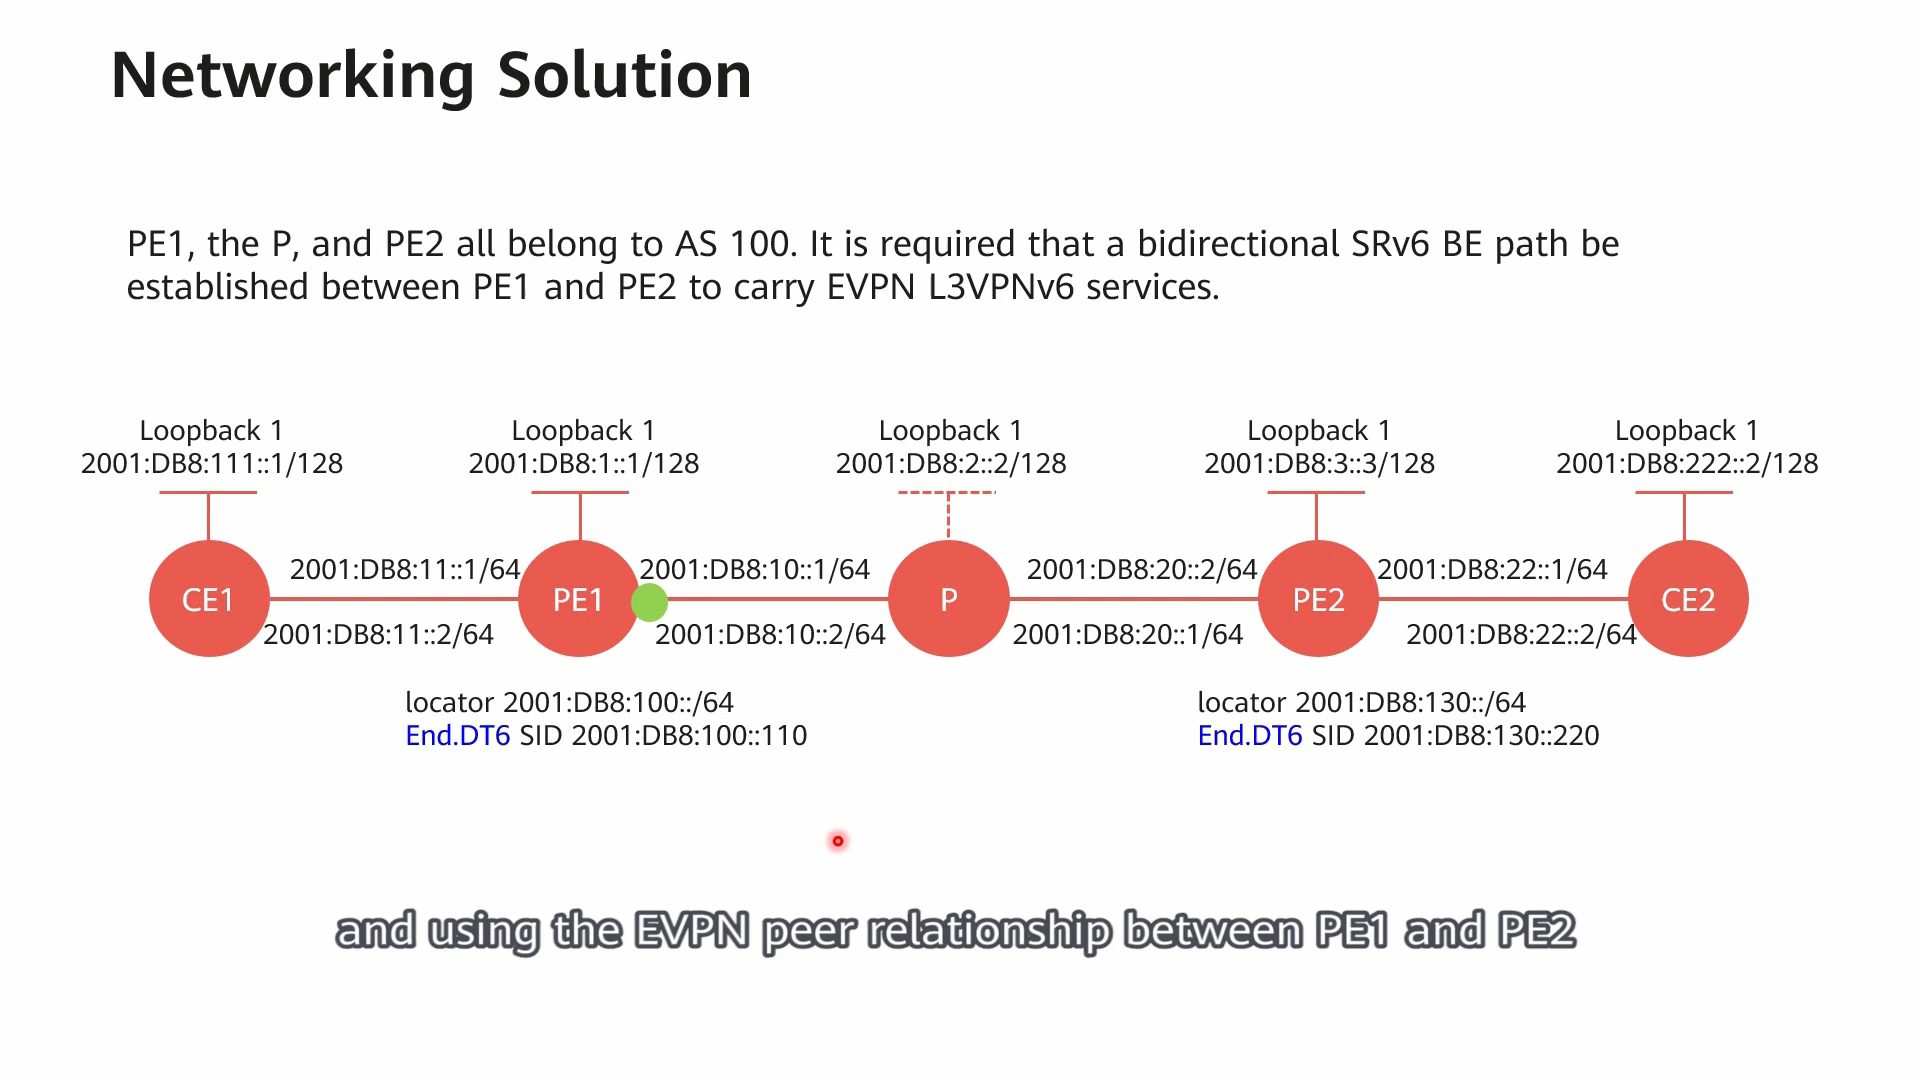 Networking Solution
PE1, the P, and PE2 all belong to AS 100. It is required that a bidirectional SRv6 BE path be
established between PE1 and PE2 to carry EVPN L3VPNv6 services.
Loopback 1
2001:DB8:111::1/128
Loopback 1
2001:DB8:1::1/128
Loopback 1
2001:DB8:2::2/128
Loopback 1
2001:DB8:3::3/128
Loopback 1
2001:DB8:222::2/128
2001:DB8:11::1/64
2001:DB8:10::1/64
2001:DB8:20::2/64
2001:DB8:22::1/64
CE1
PE1
P
PE2
CE2
2001:DB8:11::2/64
2001:DB8:10::2/64
2001:DB8:20::1/64
2001:DB8:22::2/64
locator 2001:DB8:100::/64
End.DT6 SID 2001:DB8:100::110
locator 2001:DB8:130::/64
End.DT6 SID 2001:DB8:130::220
and using the EVPN peer relationship between PE1 and PE2